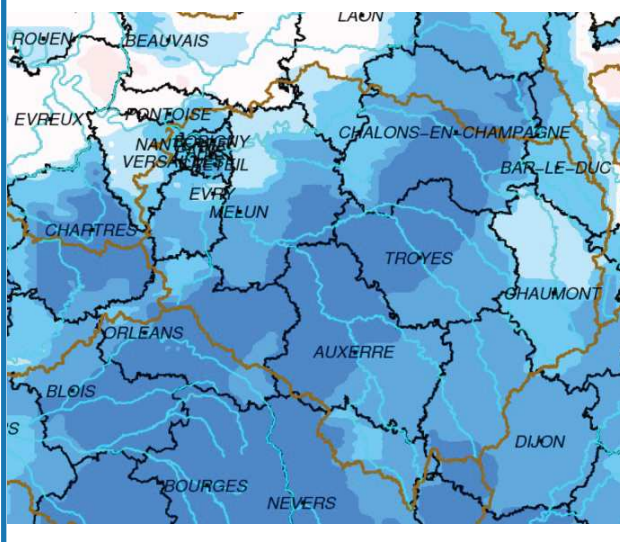 LAON
ROUEN
BEAUVAIS
EVREUX
PONTOISE
CHALONS-EN-CHAMPAGNE
VERSAI
BAR-LE-DUC
EVRY
MELUN
CHARTRES
TROYES
CHAUMONT
ORLEANS
AUXERRE
BLOIS
DIJON
BOURGES
NEVERS